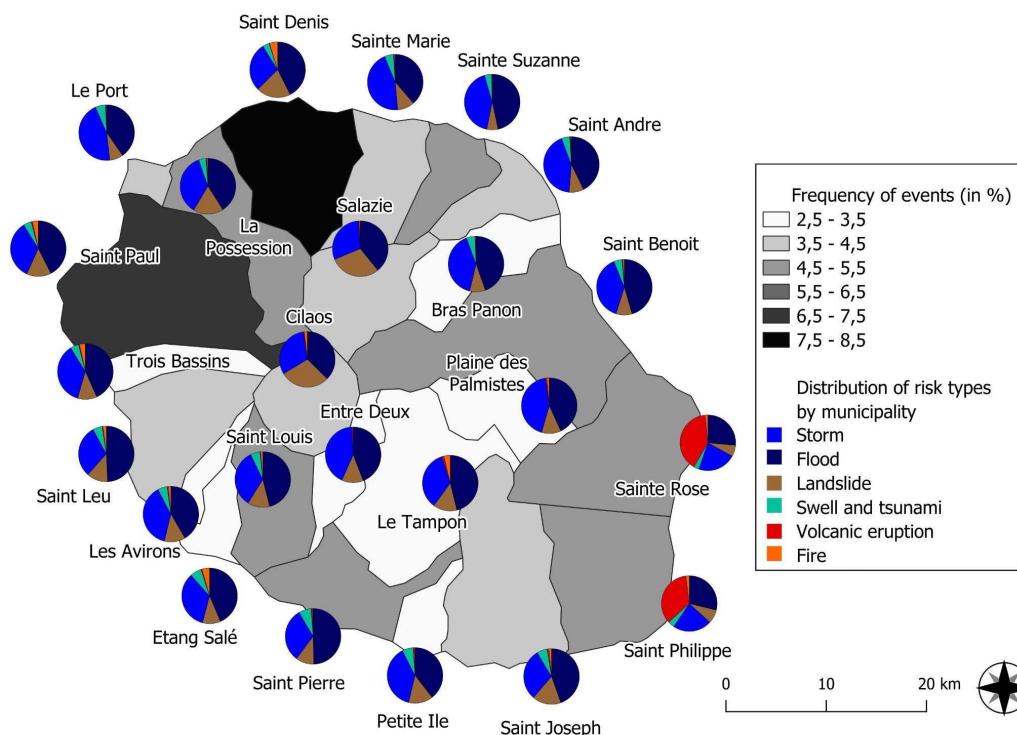 Saint Denis
Sainte Marie
Sainte Suzanne
Le Port
Saint Andre
Salazie
La
Possession
Saint Paul
Saint Benoit
Bras Panon
Cilaos
Trois Bassins
Plaine des
Palmistes
Entre Deux
Saint Louis
Saint Leu
Sainte Rose
Le Tampon
Les Avirons
Etang Salé
Saint Pierre
Saint Philippe
Petite Ile
Saint Joseph
Frequency of events (in %)
2,5 - 3,5
3,5 - 4,5
4,5 - 5,5
5,5 - 6,5
6,5 - 7,5
7,5 - 8,5
Distribution of risk types
by municipality
Storm
Flood
Landslide
Swell and tsunami
Volcanic eruption
Fire
0 10 20 km